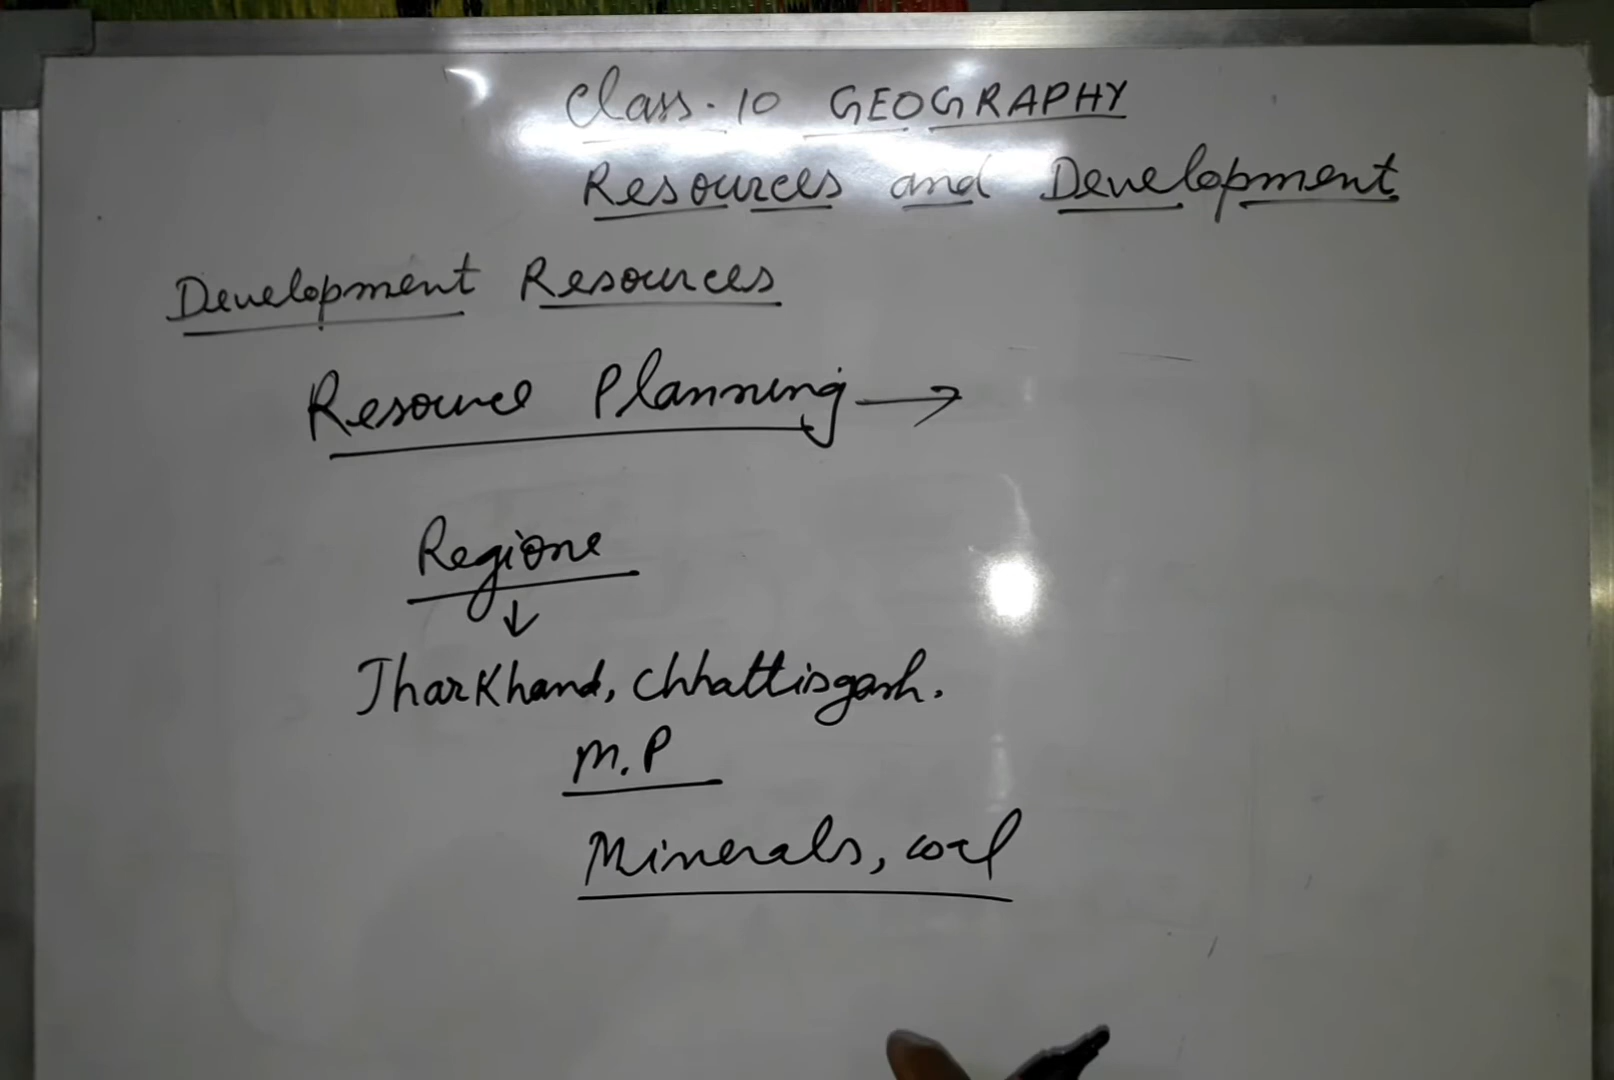 Class. 10 GEOGRAPHY
Resources and Development
Development Resources
Resource Planning →
Regione
↓
Jharkhand, Chhattisgarh.
M.P
Minerals, coal